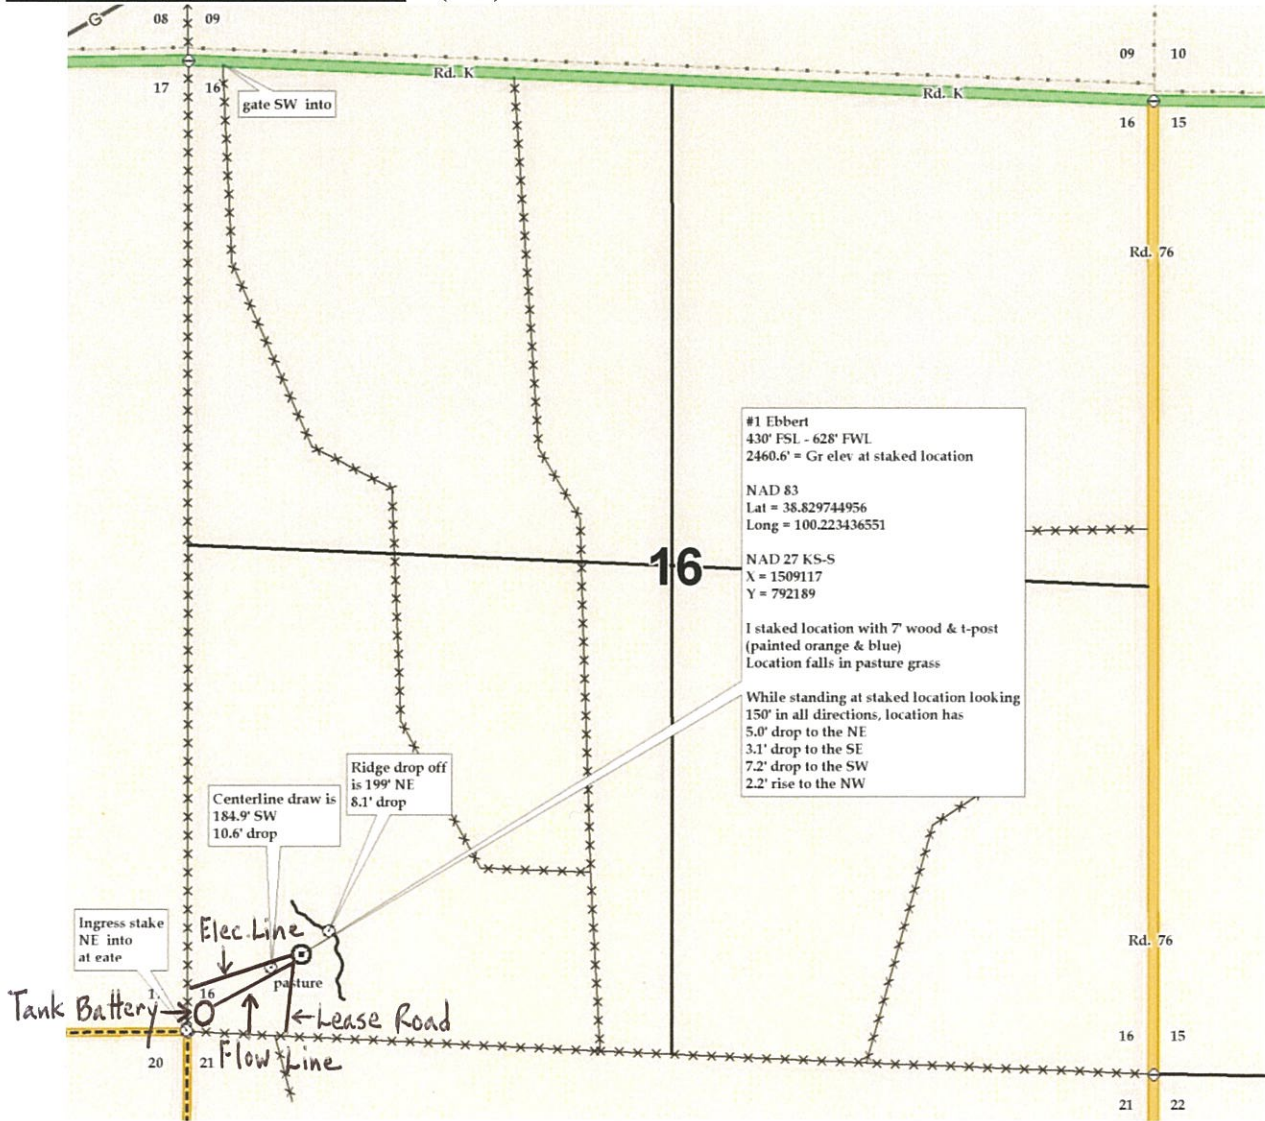 G
08 09
09 10
17 16
Rd. K
Rd. K
gate SW into
16 15
Rd. 76
#1 Ebbert
430' FSL - 628' FWL
2460.6' = Gr elev at staked location
NAD 83
Lat = 38.829744956
Long = 100.223436551
NAD 27 KS-S
X = 1509117
Y = 792189
I staked location with 7' wood & t-post
(painted orange & blue)
Location falls in pasture grass
While standing at staked location looking
150' in all directions, location has
5.0' drop to the NE
3.1' drop to the SE
7.2' drop to the SW
2.2' rise to the NW
16
Ridge drop off
is 199' NE
8.1' drop
Centerline draw is
184.9' SW
10.6' drop
Ingress stake
NE into
at eate
Elec. Line
Rd. 76
pasture
16
Tank Battery
Lease Road
Flow Line
16 15
20 21
21 22